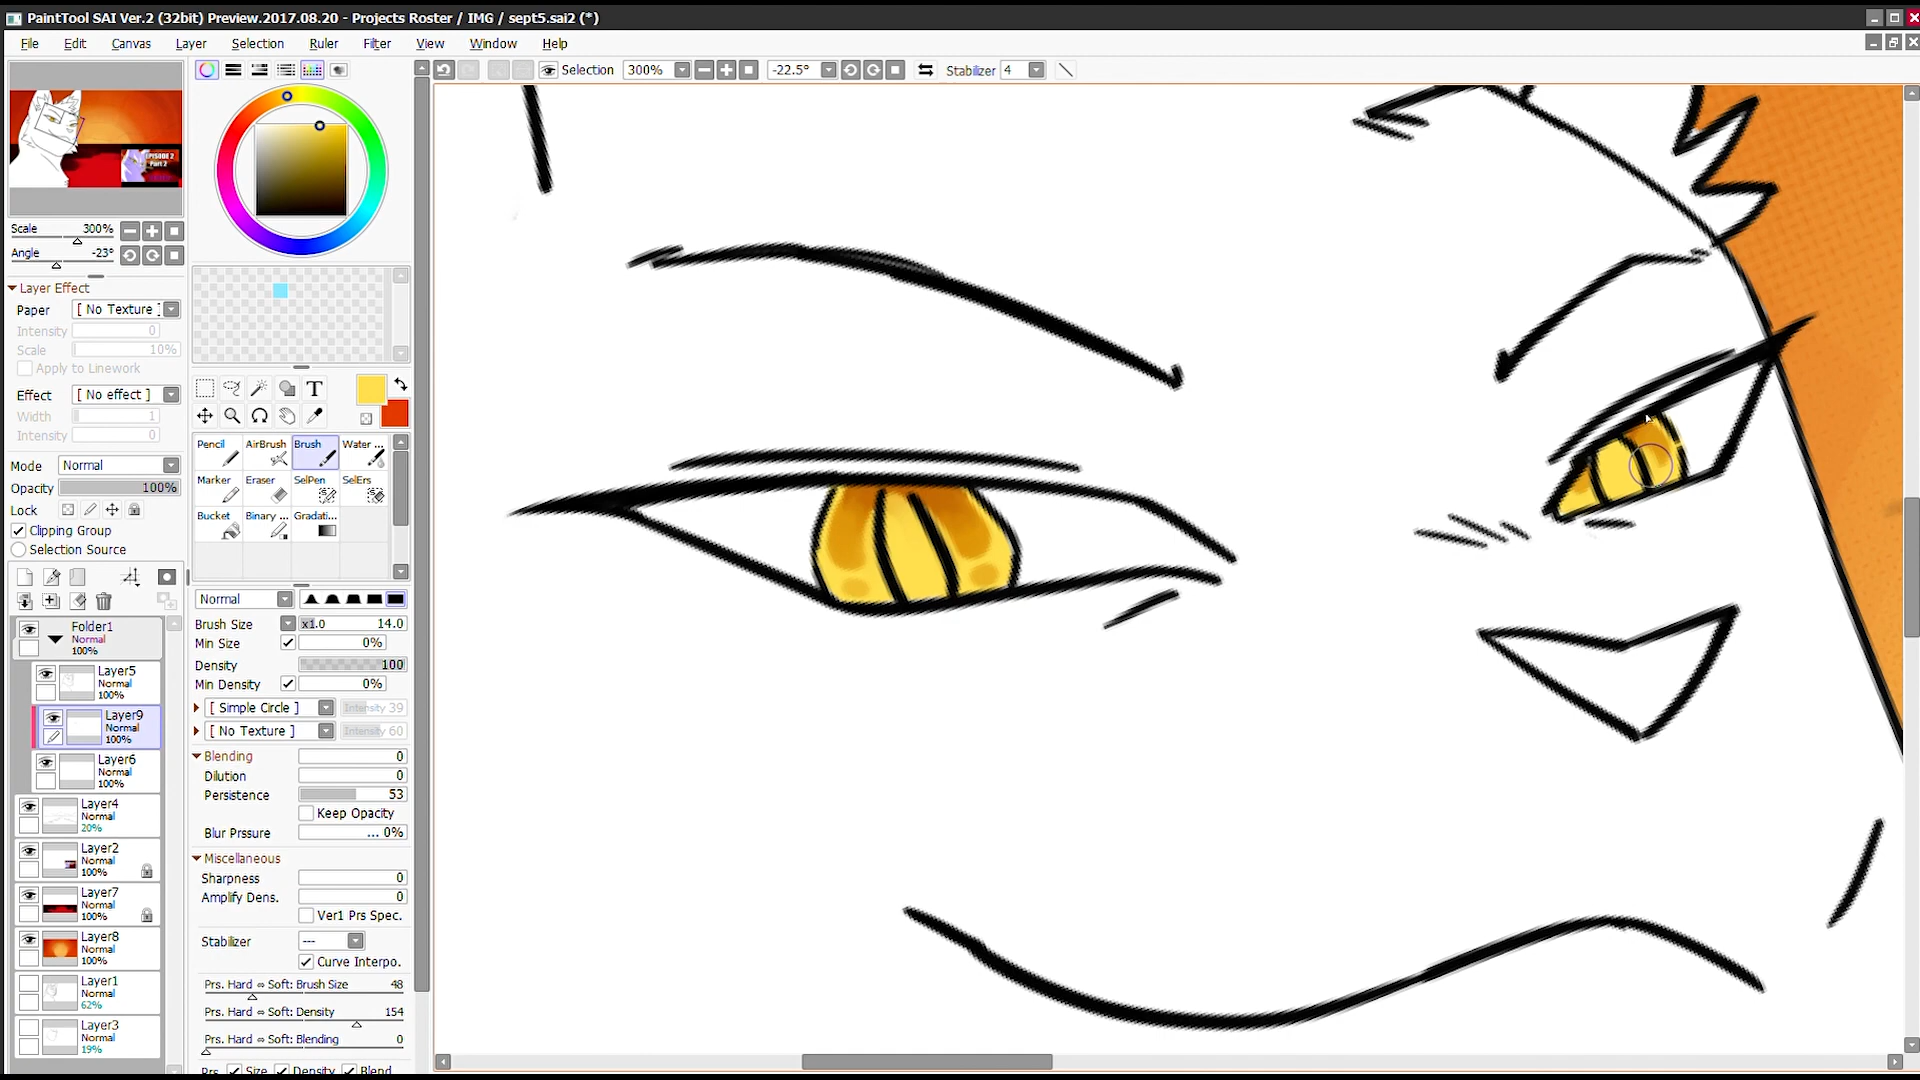 PaintTool SAI Ver.2 (32bit) Preview.2017.08.20 - Projects Roster / IMG / sept5.sai2 (*)
File Edit Canvas Layer Selection Ruler Filter View Window Help
Selection 300% -22.5° Stabilizer 4
EPISODE 2
Part 2
Scale 300%
Angle -23°
Layer Effect
Paper [ No Texture ]
Intensity 0
Scale 10%
Apply to Linework
Effect [ No effect ]
Width 1
Intensity 0
Mode Normal
Opacity 100%
Lock
Clipping Group
Selection Source
Folder1
Normal
100%
Layer5
Normal
100%
Layer9
Normal
100%
Layer6
Normal
100%
Layer4
Normal
20%
Layer2
Normal
100%
Layer7
Normal
100%
Layer8
Normal
100%
Layer1
Normal
62%
Layer3
Normal
19%
T
Pencil AirBrush Brush Water ...
Marker Eraser SelPen SelErs
Bucket Binary ... Gradati...
Normal
Brush Size x1.0 14.0
Min Size 0%
Density 100
Min Density 0%
[ Simple Circle ] Intensity 39
[ No Texture ] Intensity 60
Blending 0
Dilution 0
Persistence 53
Keep Opacity
Blur Prssure ... 0%
Miscellaneous
Sharpness 0
Amplify Dens. 0
Ver1 Prs Spec.
Stabilizer ---
Curve Interpo.
Prs. Hard ⇔ Soft: Brush Size 48
Prs. Hard ⇔ Soft: Density 154
Prs. Hard ⇔ Soft: Blending 0
Prs. Size Density Blend